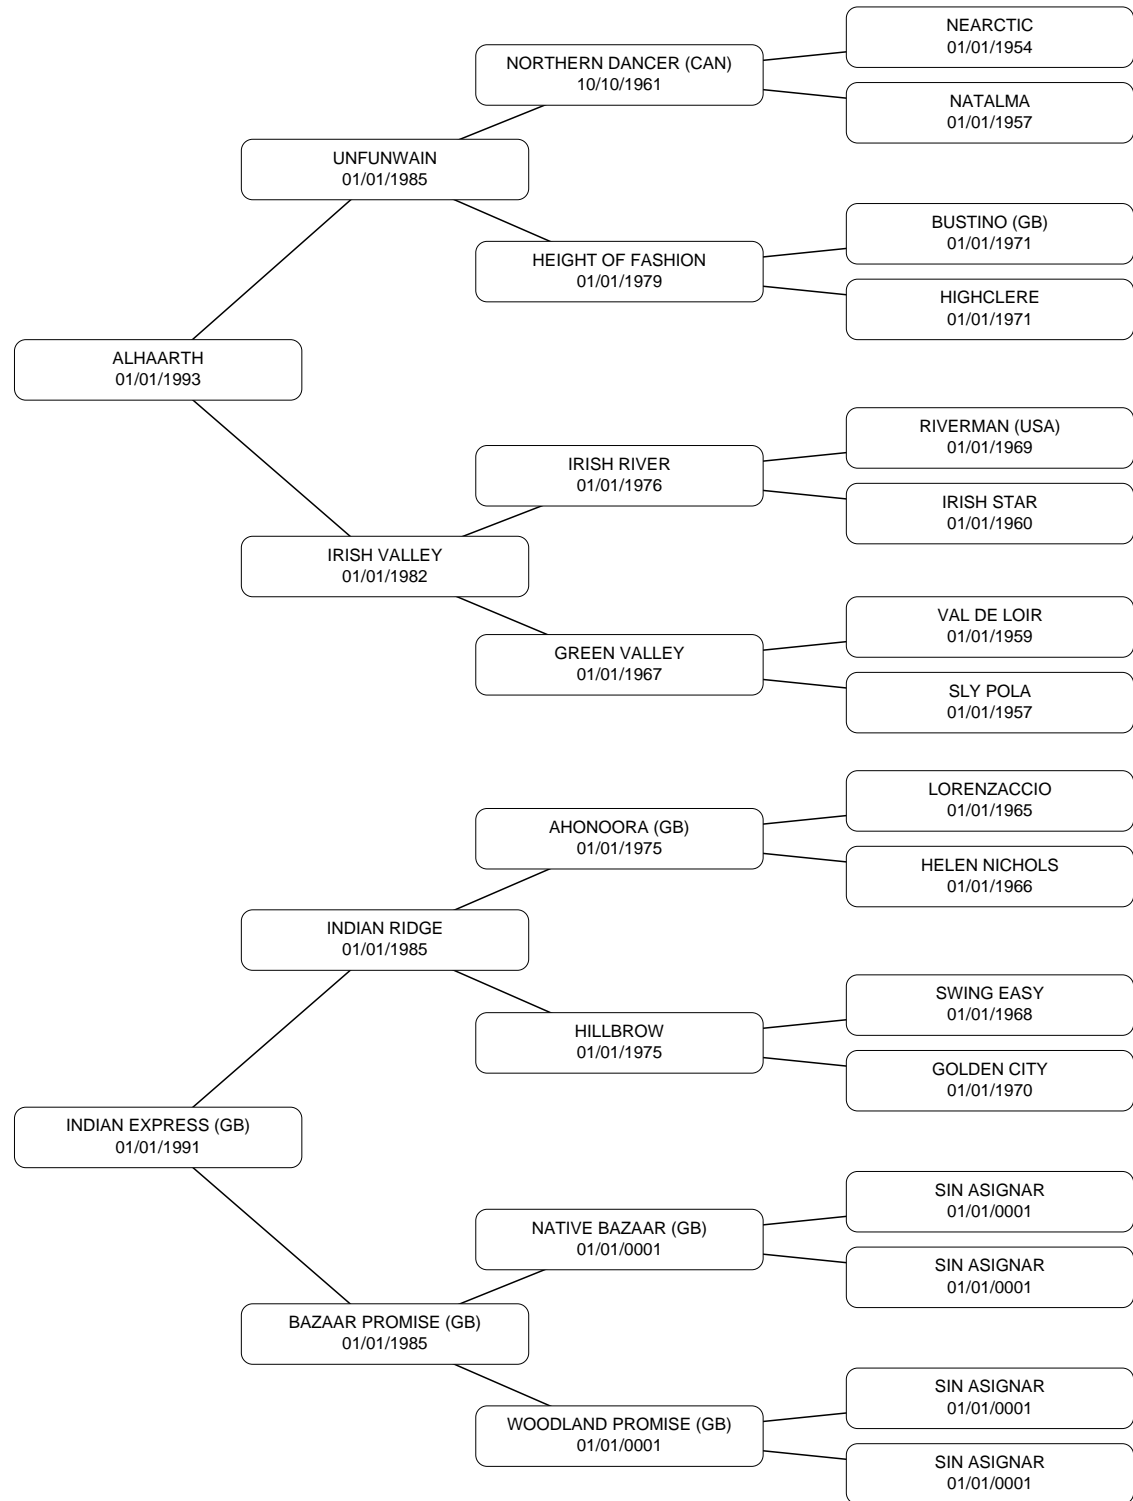 NEARCTIC
01/01/1954
NORTHERN DANCER (CAN)
10/10/1961
NATALMA
01/01/1957
UNFUNWAIN
01/01/1985
BUSTINO (GB)
01/01/1971
HEIGHT OF FASHION
01/01/1979
HIGHCLERE
01/01/1971
ALHAARTH
01/01/1993
RIVERMAN (USA)
01/01/1969
IRISH RIVER
01/01/1976
IRISH STAR
01/01/1960
IRISH VALLEY
01/01/1982
VAL DE LOIR
01/01/1959
GREEN VALLEY
01/01/1967
SLY POLA
01/01/1957
LORENZACCIO
01/01/1965
AHONOORA (GB)
01/01/1975
HELEN NICHOLS
01/01/1966
INDIAN RIDGE
01/01/1985
SWING EASY
01/01/1968
HILLBROW
01/01/1975
GOLDEN CITY
01/01/1970
INDIAN EXPRESS (GB)
01/01/1991
SIN ASIGNAR
01/01/0001
NATIVE BAZAAR (GB)
01/01/0001
SIN ASIGNAR
01/01/0001
BAZAAR PROMISE (GB)
01/01/1985
SIN ASIGNAR
01/01/0001
WOODLAND PROMISE (GB)
01/01/0001
SIN ASIGNAR
01/01/0001